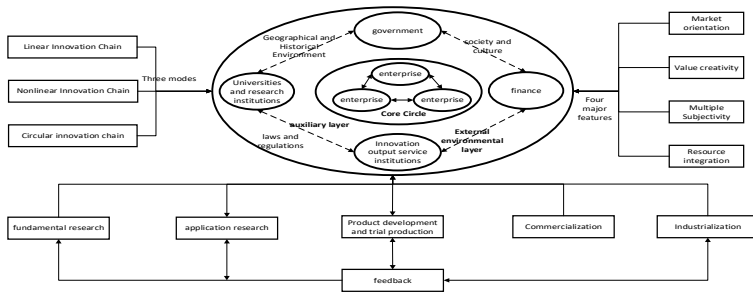 Linear Innovation Chain
Nonlinear Innovation Chain
Circular innovation chain
Three modes
Geographical and
Historical
Environment
government
society and
culture
Universities
and research
institutions
enterprise
enterprise
enterprise
Core Circle
finance
auxiliary layer
laws and
regulations
Innovation
output service
institutions
External
environmental
layer
Four
major
features
Market
orientation
Value creativity
Multiple
Subjectivity
Resource
integration
fundamental research
application research
Product development
and trial production
Commercialization
Industrialization
feedback